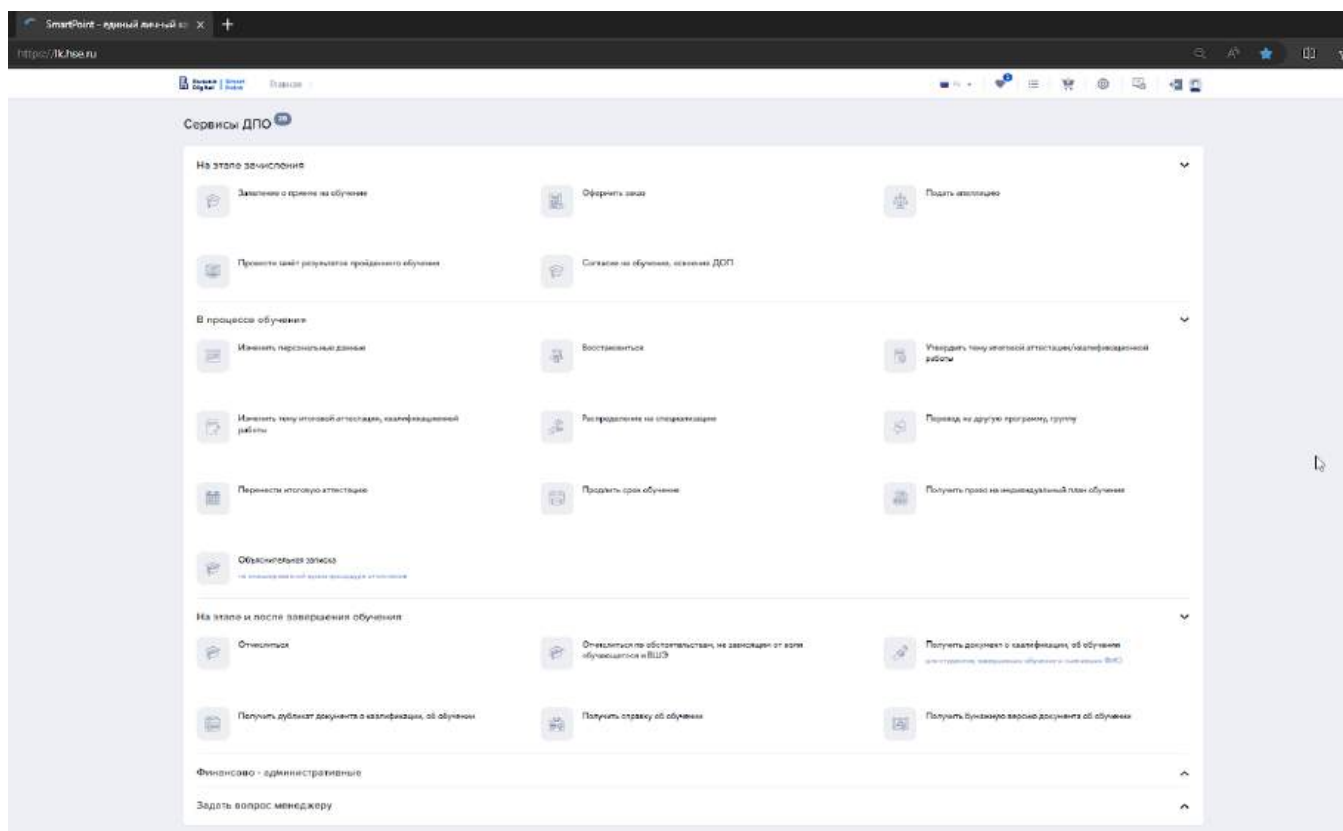 SmartPoint – единый личный
https://lk.hse.ru
Digital
Point
Главная
Сервисы ДПО
На этапе зачисления
Заявление о приеме на обучение
Оформить заказ
Подать апелляцию
Провести зачёт результатов пройденного обучения
Согласие на обучение, освоение ДОП
В процессе обучения
Изменить персональные данные
Восстановиться
Утвердить тему итоговой аттестации/квалификационной
работы
Изменить тему итоговой аттестации, квалификационной
работы
Распределение на специализацию
Перевод на другую программу, группу
Перенести итоговую аттестацию
Продлить срок обучения
Получить право на индивидуальный план обучения
Объяснительная записка
На этапе и после завершения обучения
Отчислиться
Отчислиться по обстоятельствам, не зависящим от воли
обучающегося и ВШЭ
Получить документ о квалификации, об обучении
Получить дубликат документа о квалификации, об обучении
Получить справку об обучении
Получить бумажную версию документа об обучении
Финансово - административные
Задать вопрос менеджеру